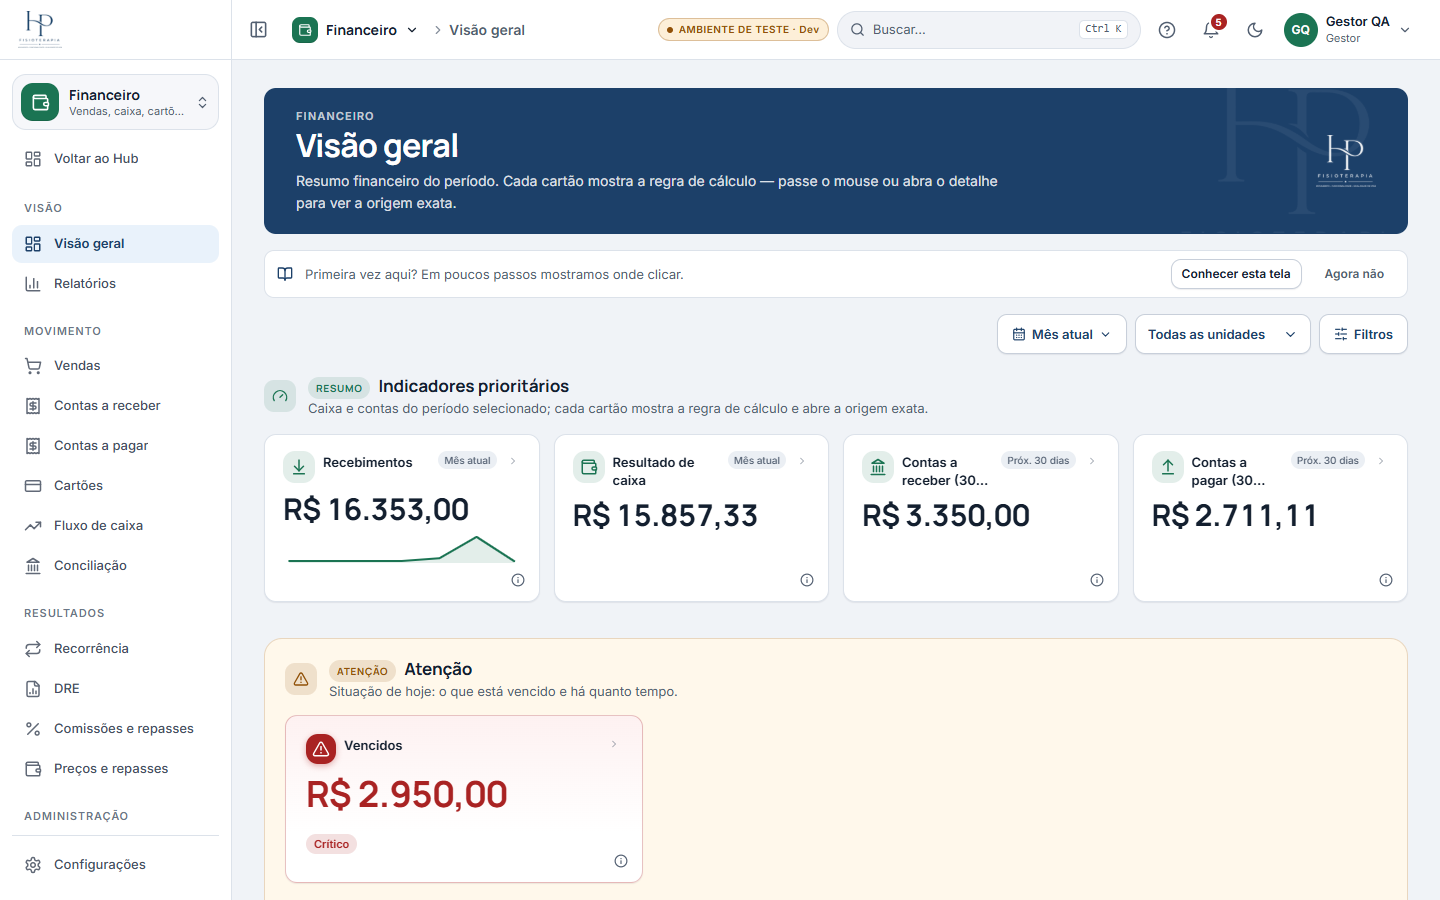 HP
FISIOTERAPIA
Financeiro
Visão geral
AMBIENTE DE TESTE · Dev
Buscar...
Ctrl K
5
GQ
Gestor QA
Gestor
Financeiro
Vendas, caixa, cartõ...
Voltar ao Hub
VISÃO
Visão geral
Relatórios
MOVIMENTO
Vendas
Contas a receber
Contas a pagar
Cartões
Fluxo de caixa
Conciliação
RESULTADOS
Recorrência
DRE
Comissões e repasses
Preços e repasses
ADMINISTRAÇÃO
Configurações
FINANCEIRO
Visão geral
Resumo financeiro do período. Cada cartão mostra a regra de cálculo — passe o mouse ou abra o detalhe
para ver a origem exata.
HP
FISIOTERAPIA
Primeira vez aqui? Em poucos passos mostramos onde clicar.
Conhecer esta tela
Agora não
Mês atual
Todas as unidades
Filtros
RESUMO
Indicadores prioritários
Caixa e contas do período selecionado; cada cartão mostra a regra de cálculo e abre a origem exata.
Recebimentos
Mês atual
R$ 16.353,00
Resultado de
caixa
Mês atual
R$ 15.857,33
Contas a
receber (30...
Próx. 30 dias
R$ 3.350,00
Contas a
pagar (30...
Próx. 30 dias
R$ 2.711,11
ATENÇÃO
Atenção
Situação de hoje: o que está vencido e há quanto tempo.
Vencidos
R$ 2.950,00
Crítico